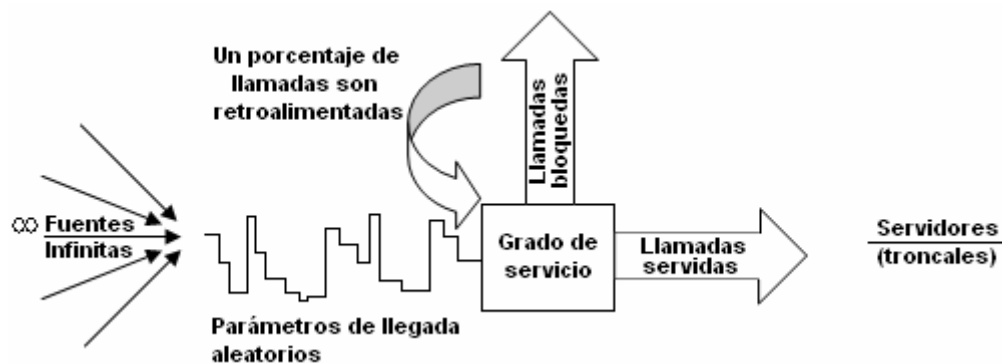 Un porcentaje de
llamadas son
retroalimentadas
Llamadas
bloquedas
∞ Fuentes
Infinitas
Grado de
servicio
Llamadas
servidas
Servidores
(troncales)
Parámetros de llegada
aleatorios